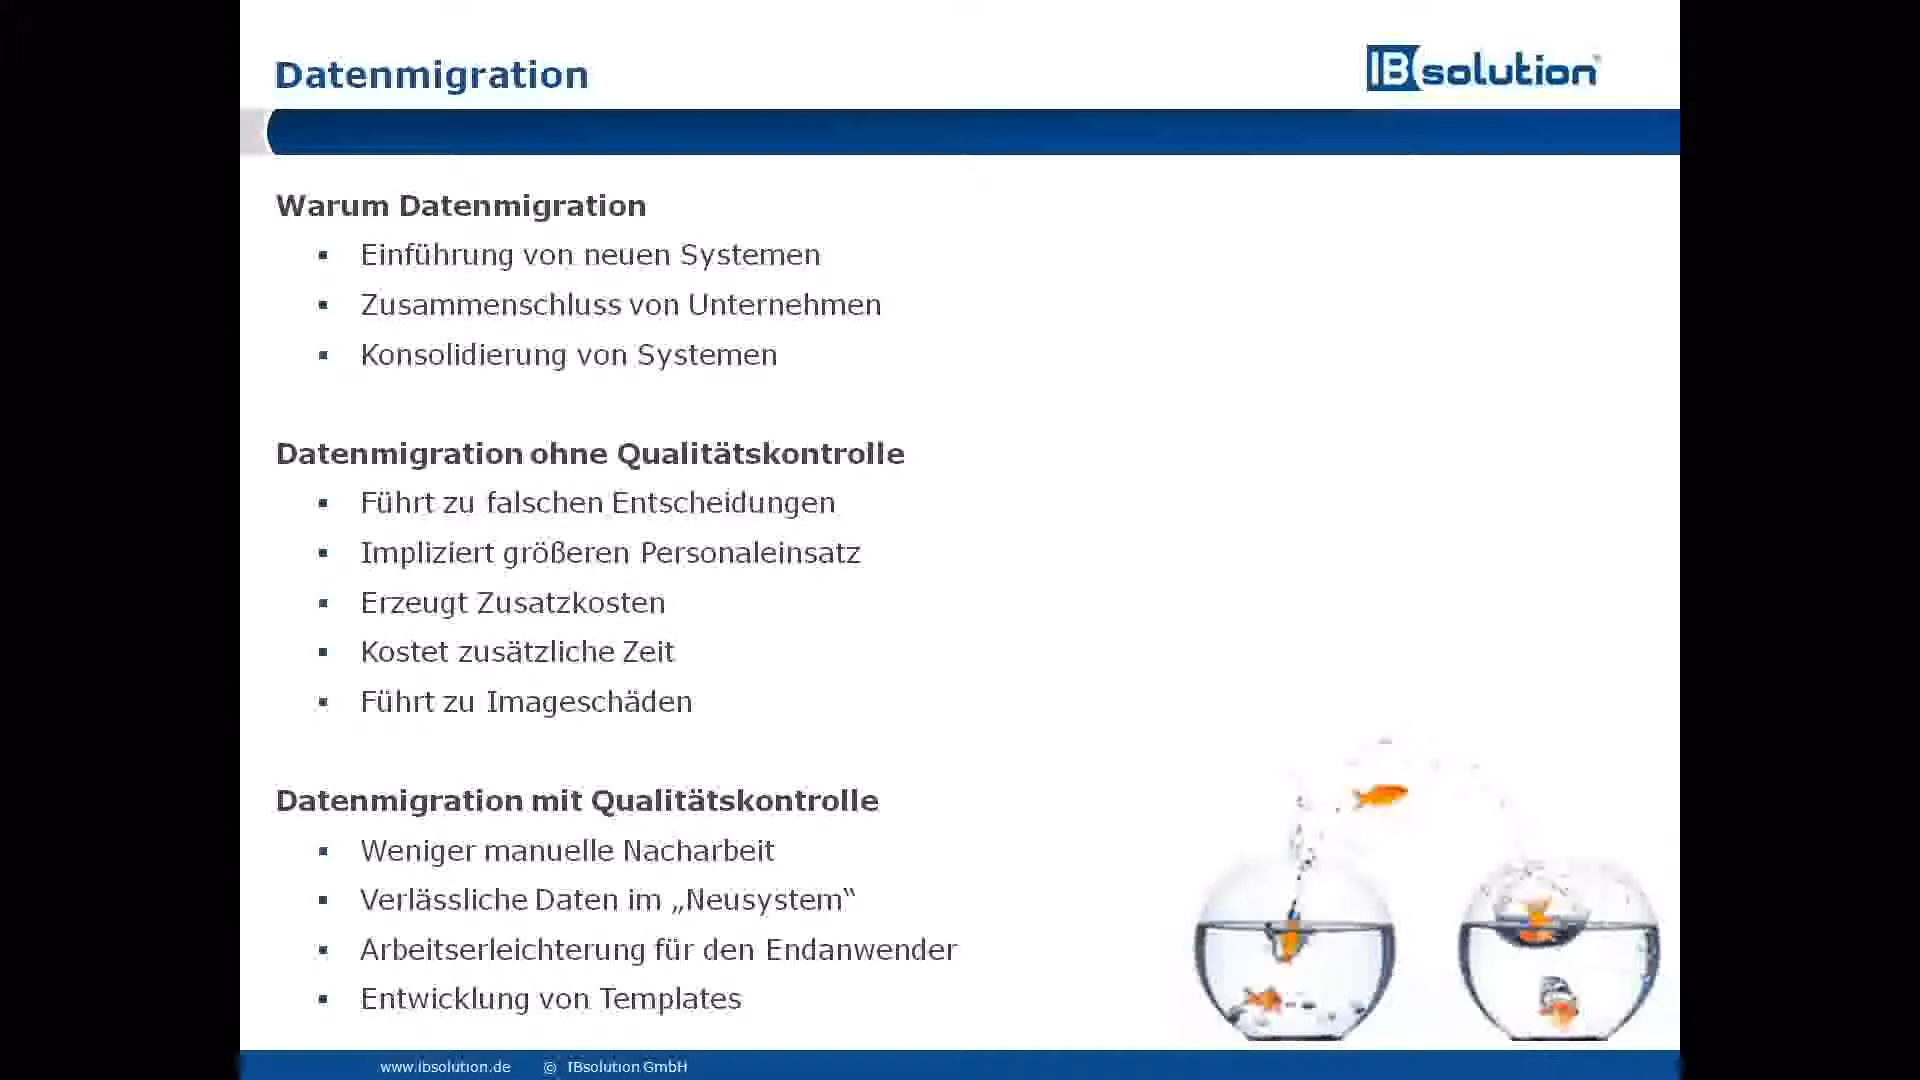 Datenmigration
IBsolution
Warum Datenmigration
▪ Einführung von neuen Systemen
▪ Zusammenschluss von Unternehmen
▪ Konsolidierung von Systemen
Datenmigration ohne Qualitätskontrolle
▪ Führt zu falschen Entscheidungen
▪ Impliziert größeren Personaleinsatz
▪ Erzeugt Zusatzkosten
▪ Kostet zusätzliche Zeit
▪ Führt zu Imageschäden
Datenmigration mit Qualitätskontrolle
▪ Weniger manuelle Nacharbeit
▪ Verlässliche Daten im „Neusystem“
▪ Arbeitserleichterung für den Endanwender
▪ Entwicklung von Templates
www.ibsolution.de © IBsolution GmbH